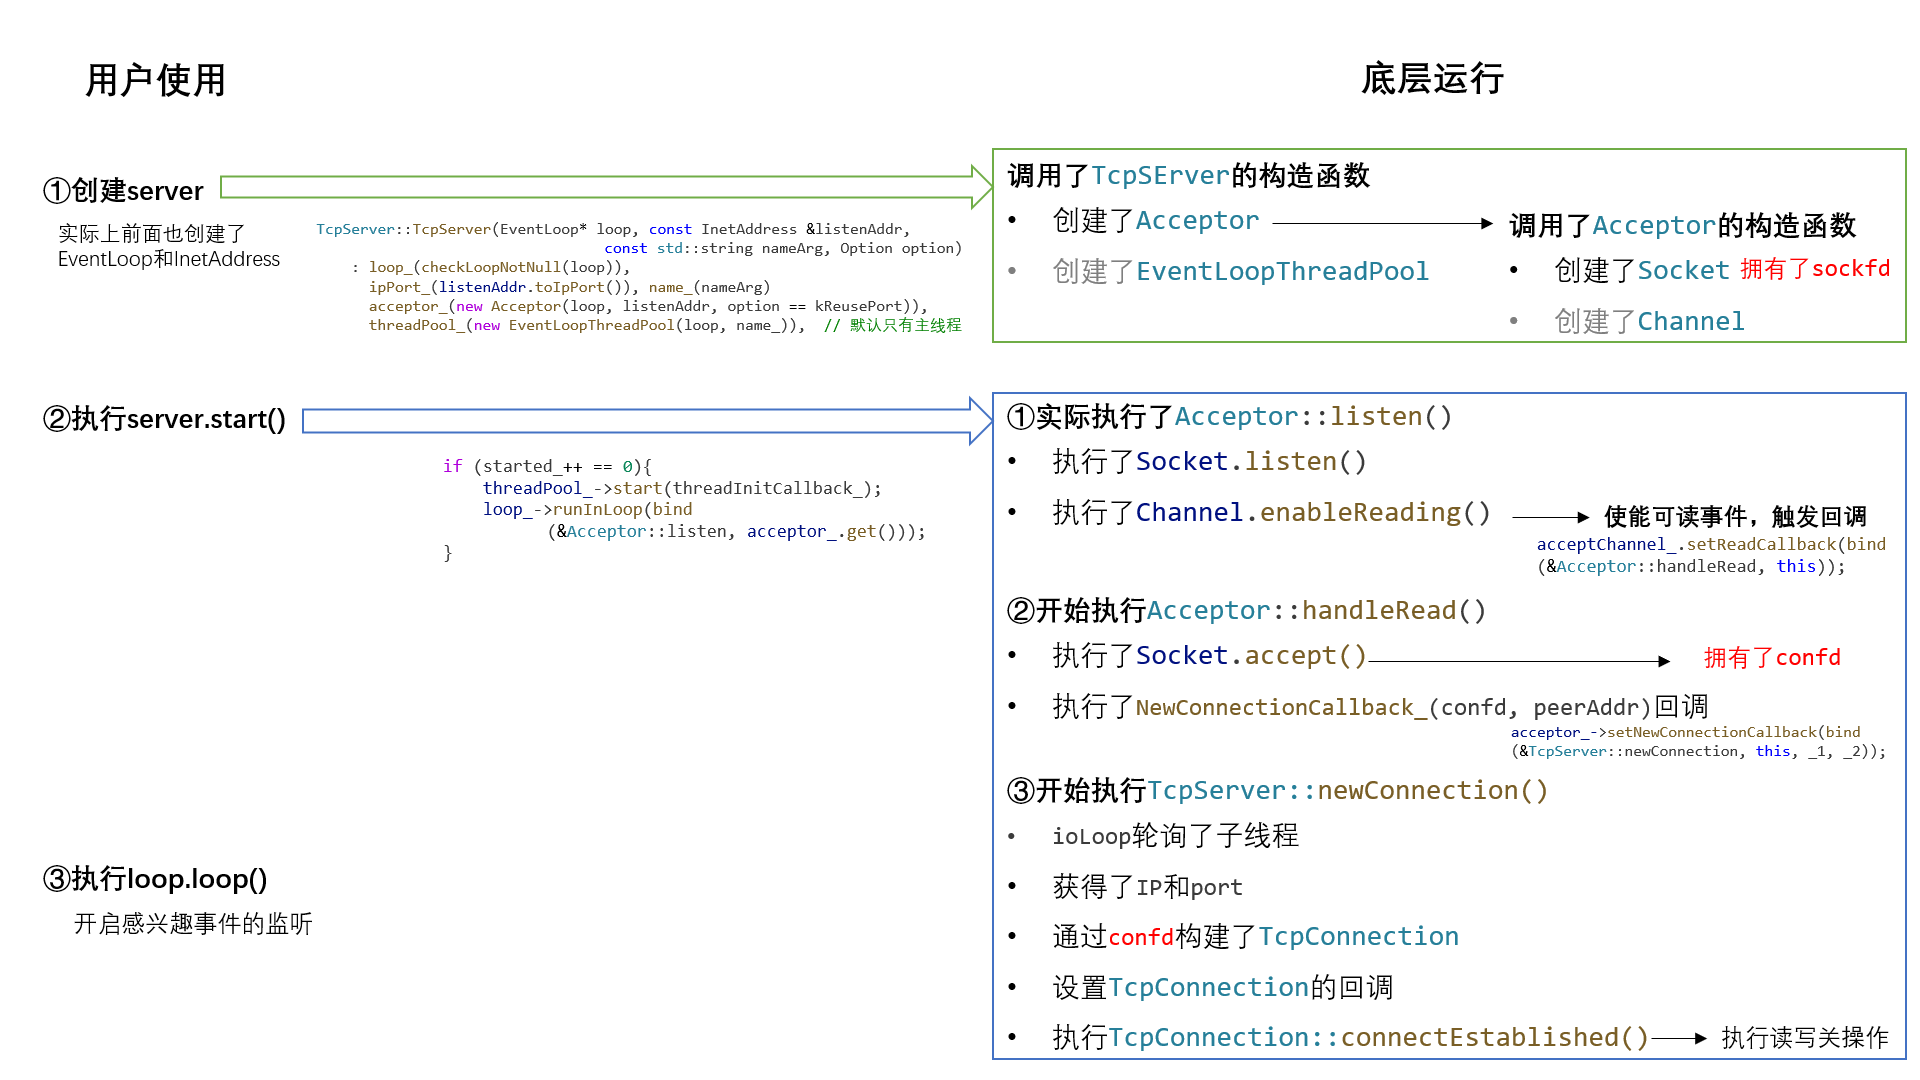 用户使用
底层运行
①创建server
实际上前面也创建了
EventLoop和InetAddress
TcpServer::TcpServer(EventLoop* loop, const InetAddress &listenAddr,
const std::string nameArg, Option option)
: loop_(checkLoopNotNull(loop)),
ipPort_(listenAddr.toIpPort()), name_(nameArg)
acceptor_(new Acceptor(loop, listenAddr, option == kReusePort)),
threadPool_(new EventLoopThreadPool(loop, name_)),  // 默认只有主线程
调用了TcpSErver的构造函数
• 创建了Acceptor
• 创建了EventLoopThreadPool
调用了Acceptor的构造函数
• 创建了Socket 拥有了sockfd
• 创建了Channel
②执行server.start()
if (started_++ == 0){
threadPool_->start(threadInitCallback_);
loop_->runInLoop(bind
(&Acceptor::listen, acceptor_.get()));
}
①实际执行了Acceptor::listen()
• 执行了Socket.listen()
• 执行了Channel.enableReading()
使能可读事件，触发回调
acceptChannel_.setReadCallback(bind
(&Acceptor::handleRead, this));
②开始执行Acceptor::handleRead()
• 执行了Socket.accept()
拥有了confd
• 执行了NewConnectionCallback_(confd, peerAddr)回调
acceptor_->setNewConnectionCallback(bind
(&TcpServer::newConnection, this, _1, _2));
③开始执行TcpServer::newConnection()
• ioLoop轮询了子线程
• 获得了IP和port
• 通过confd构建了TcpConnection
• 设置TcpConnection的回调
• 执行TcpConnection::connectEstablished()
执行读写关操作
③执行loop.loop()
开启感兴趣事件的监听